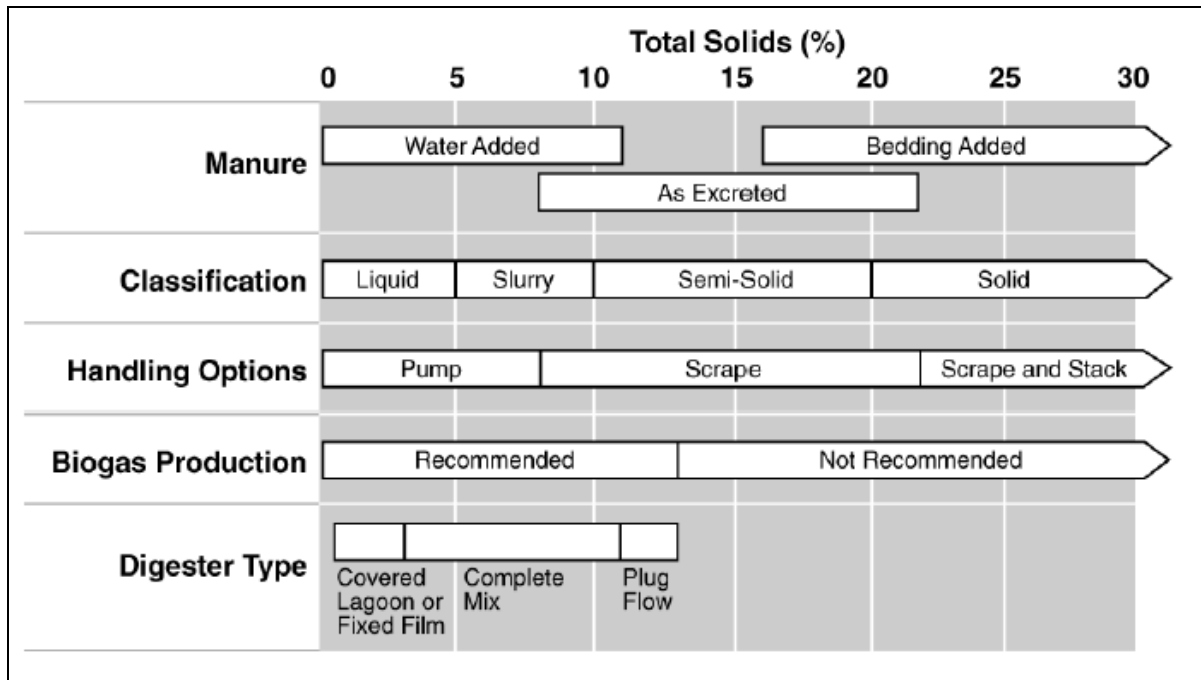 Total Solids (%)
0 5 10 15 20 25 30
Manure
Water Added
Bedding Added
As Excreted
Classification
Liquid
Slurry
Semi-Solid
Solid
Handling Options
Pump
Scrape
Scrape and Stack
Biogas Production
Recommended
Not Recommended
Digester Type
Covered
Lagoon or
Fixed Film
Complete
Mix
Plug
Flow